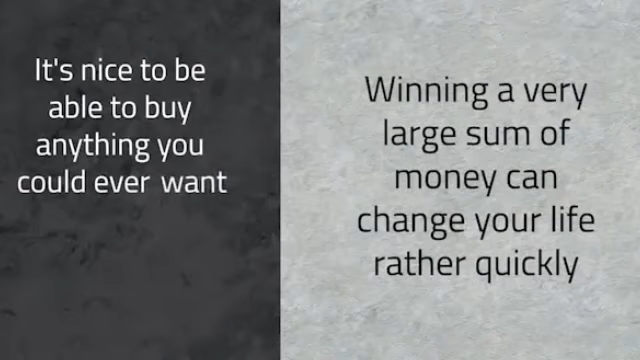 It's nice to be
able to buy
anything you
could ever want
Winning a very
large sum of
money can
change your life
rather quickly